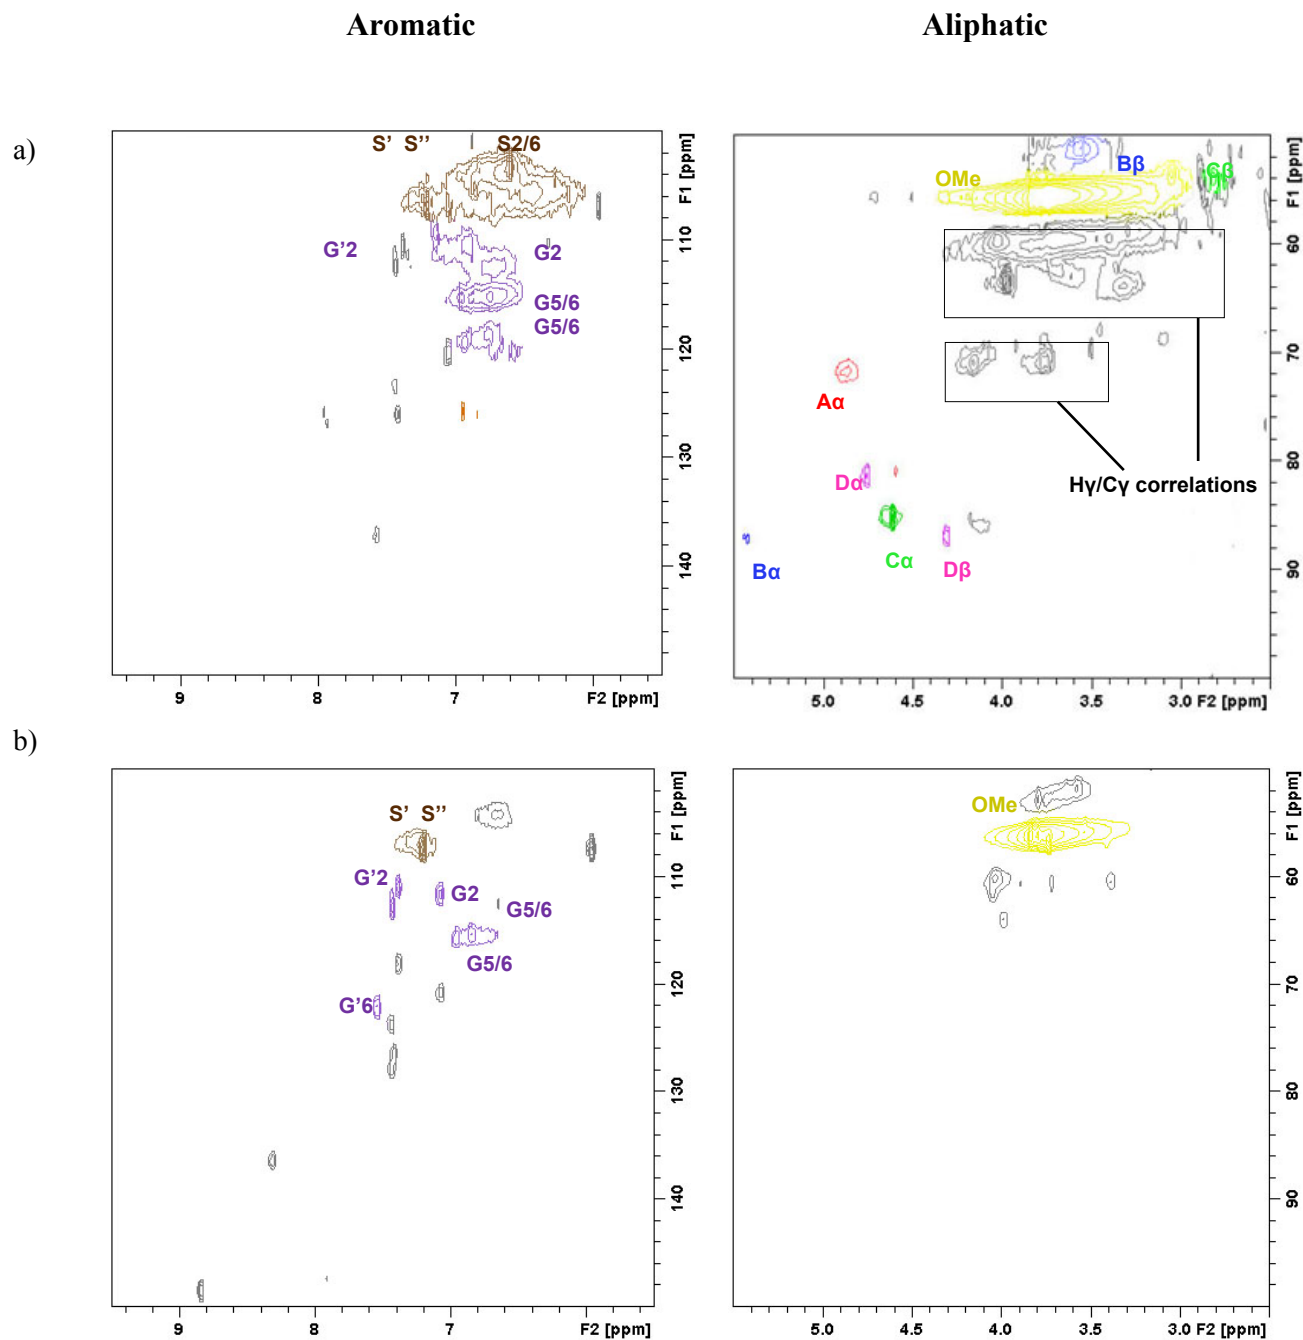 Aromatic
Aliphatic
a)
S' S'' S2/6
G'2
G2
G5/6
G5/6
F1 [ppm]
110
120
130
140
9 8 7 F2 [ppm]
Bβ
Cβ
OMe
Aα
Dα
Hγ/Cγ correlations
Cα
Dβ
Bα
F1 [ppm]
60
70
80
90
5.0 4.5 4.0 3.5 3.0 F2 [ppm]
b)
S' S''
G'2
G2
G5/6
G5/6
G'6
F1 [ppm]
110
120
130
140
9 8 7 F2 [ppm]
OMe
F1 [ppm]
60
70
80
90
5.0 4.5 4.0 3.5 3.0 F2 [ppm]